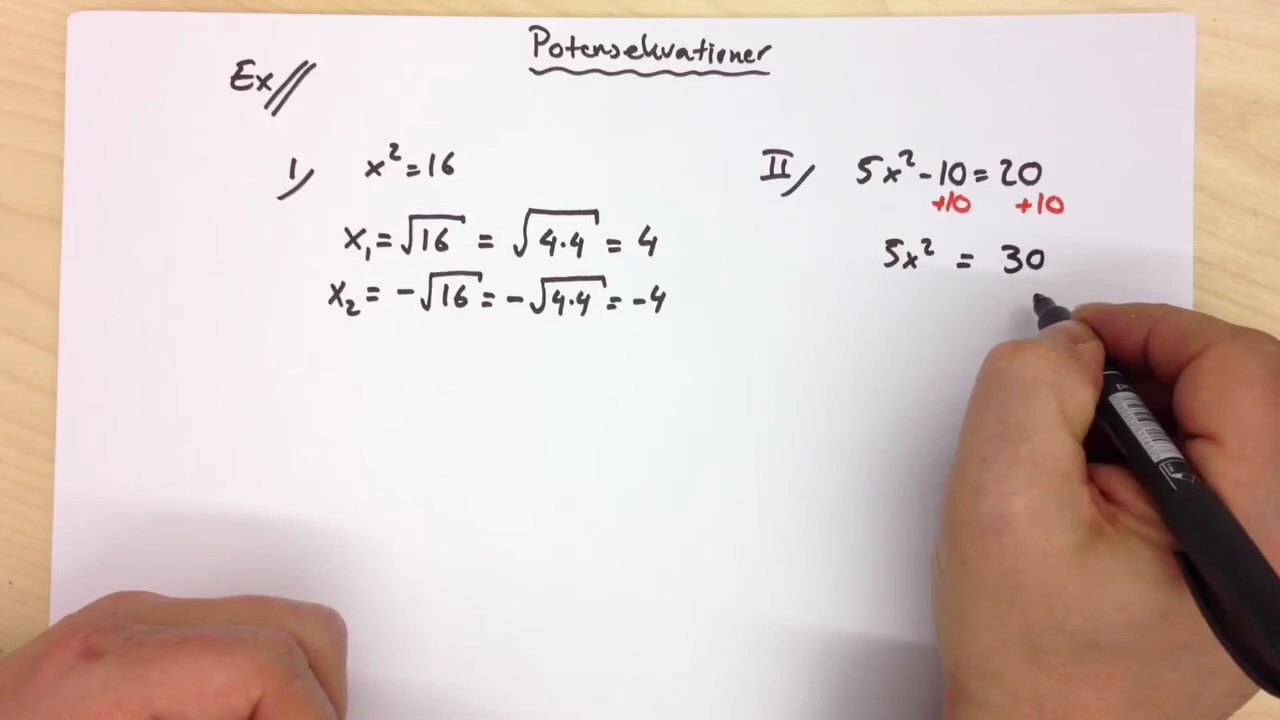 Potensekvationer
Ex//
I) x² = 16
x₁ = √16 = √4·4 = 4
x₂ = -√16 = -√4·4 = -4
II) 5x² - 10 = 20
+10 +10
5x² = 30